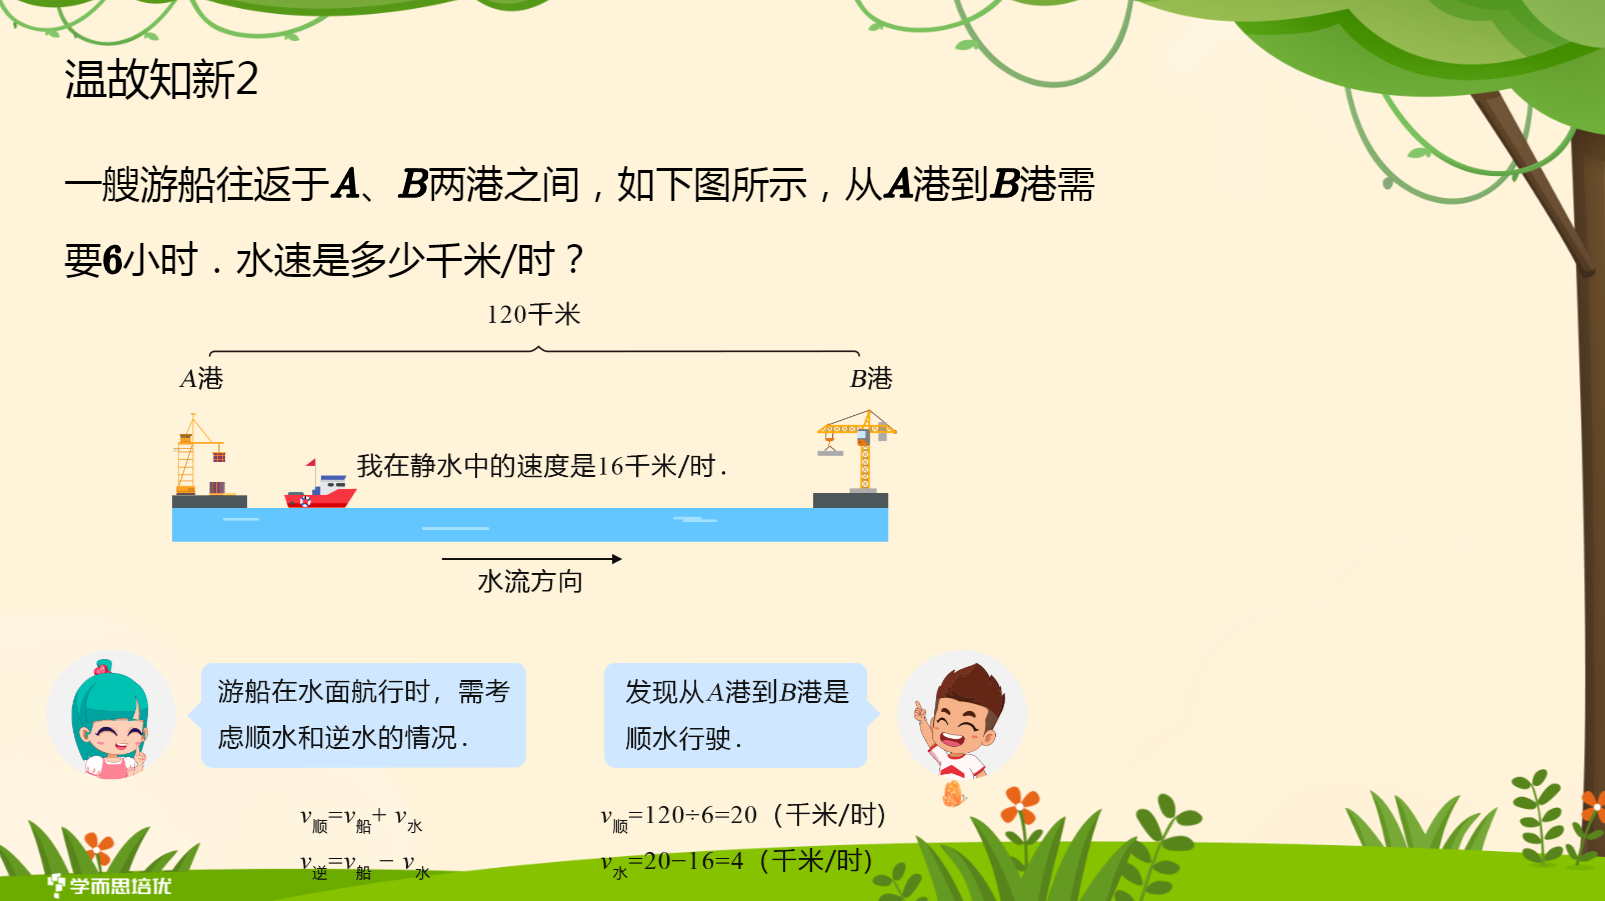 温故知新2
一艘游船往返于A、B两港之间，如下图所示，从A港到B港需
要6小时．水速是多少千米/时？
120千米
A港
B港
我在静水中的速度是16千米/时．
水流方向
游船在水面航行时，需考
虑顺水和逆水的情况．
发现从A港到B港是
顺水行驶．
v顺=v船+ v水
v逆=v船－v水
v顺=120÷6=20（千米/时）
v水=20−16=4（千米/时）
学而思培优